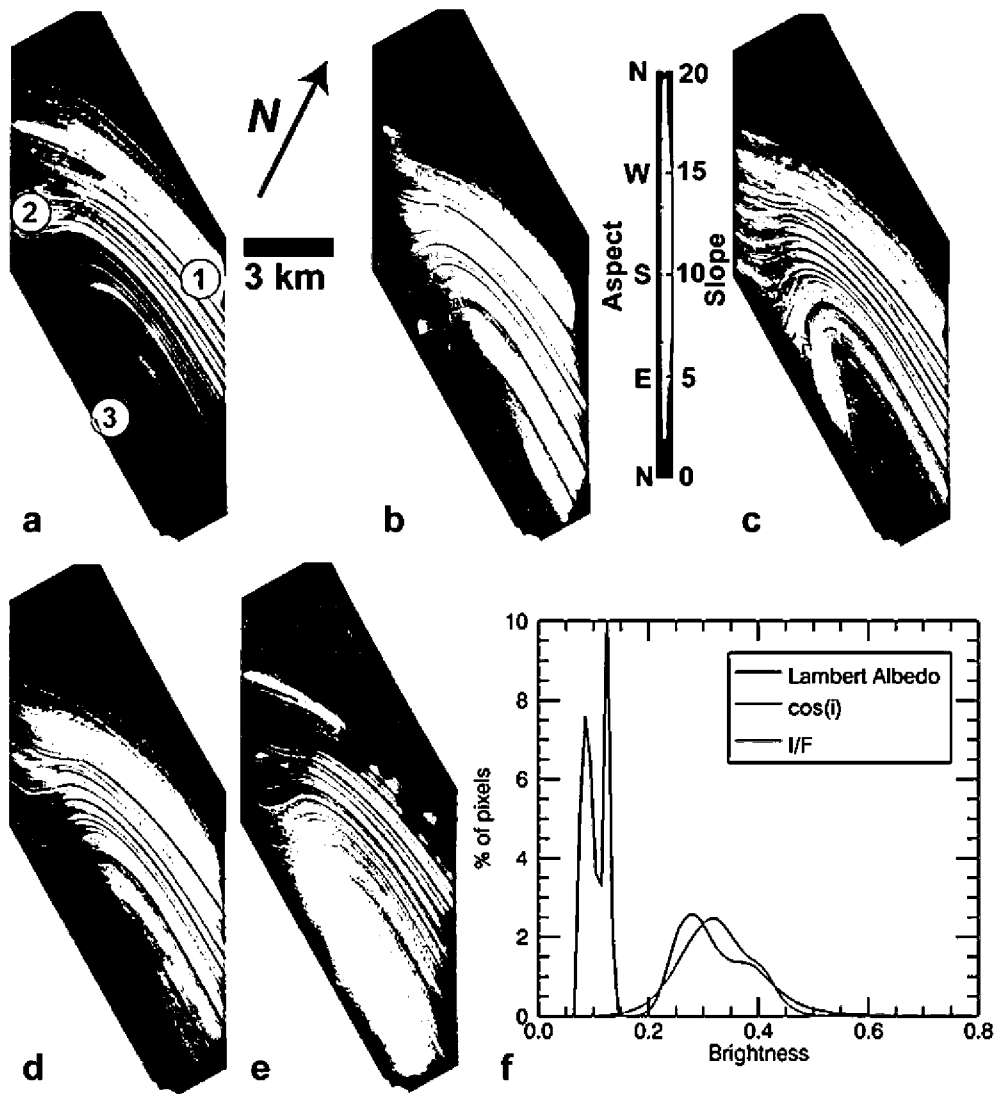 N
2
1
3 km
3
a
b
N 20
W 15
S 10
E 5
N 0
Aspect
Slope
c
d
e
10
8
6
4
2
0
% of pixels
0.0 0.2 0.4 0.6 0.8
Brightness
Lambert Albedo
cos(i)
I/F
f